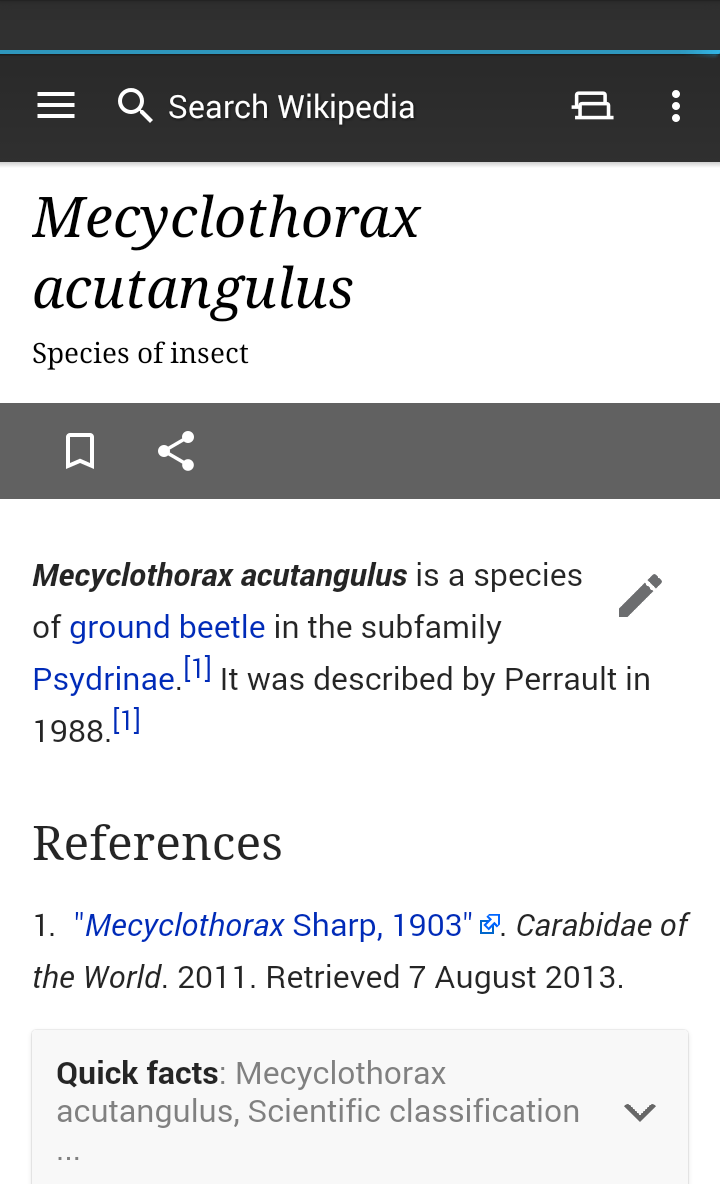 Search Wikipedia
Mecyclothorax
acutangulus
Species of insect
Mecyclothorax acutangulus is a species
of ground beetle in the subfamily
Psydrinae.[1] It was described by Perrault in
1988.[1]
References
1. "Mecyclothorax Sharp, 1903". Carabidae of
the World. 2011. Retrieved 7 August 2013.
Quick facts: Mecyclothorax
acutangulus, Scientific classification
...